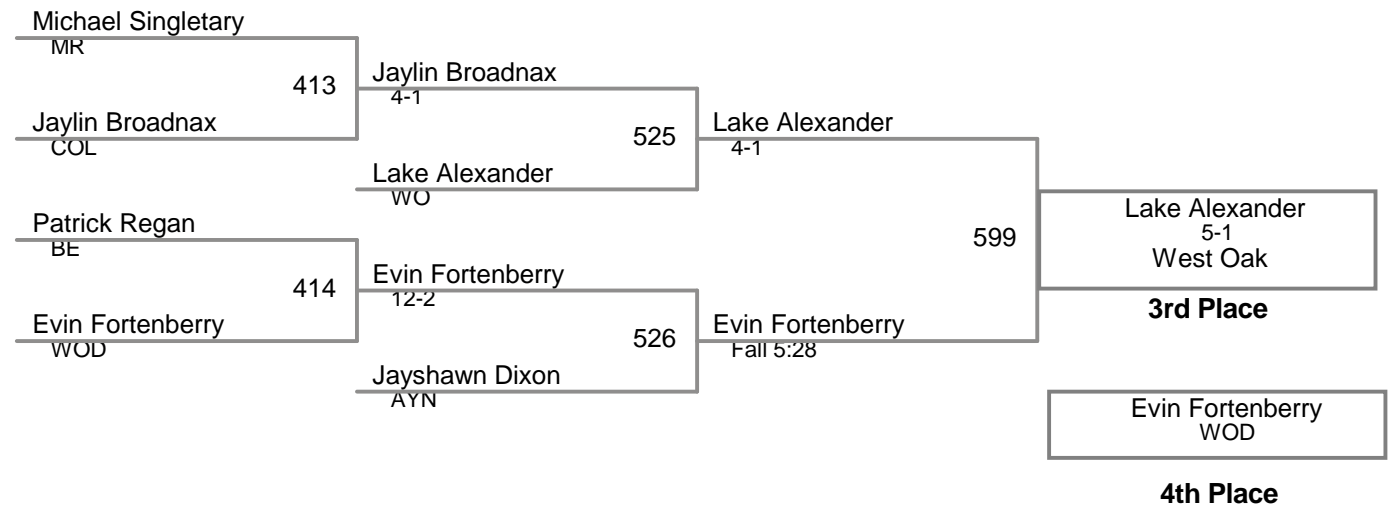 Michael Singletary
MR
413
Jaylin Broadnax
COL
Jaylin Broadnax
4-1
525
Lake Alexander
WO
Lake Alexander
4-1
Patrick Regan
BE
414
Evin Fortenberry
WOD
Evin Fortenberry
12-2
526
Jayshawn Dixon
AYN
Evin Fortenberry
Fall 5:28
599
Lake Alexander
5-1
West Oak
3rd Place
Evin Fortenberry
WOD
4th Place